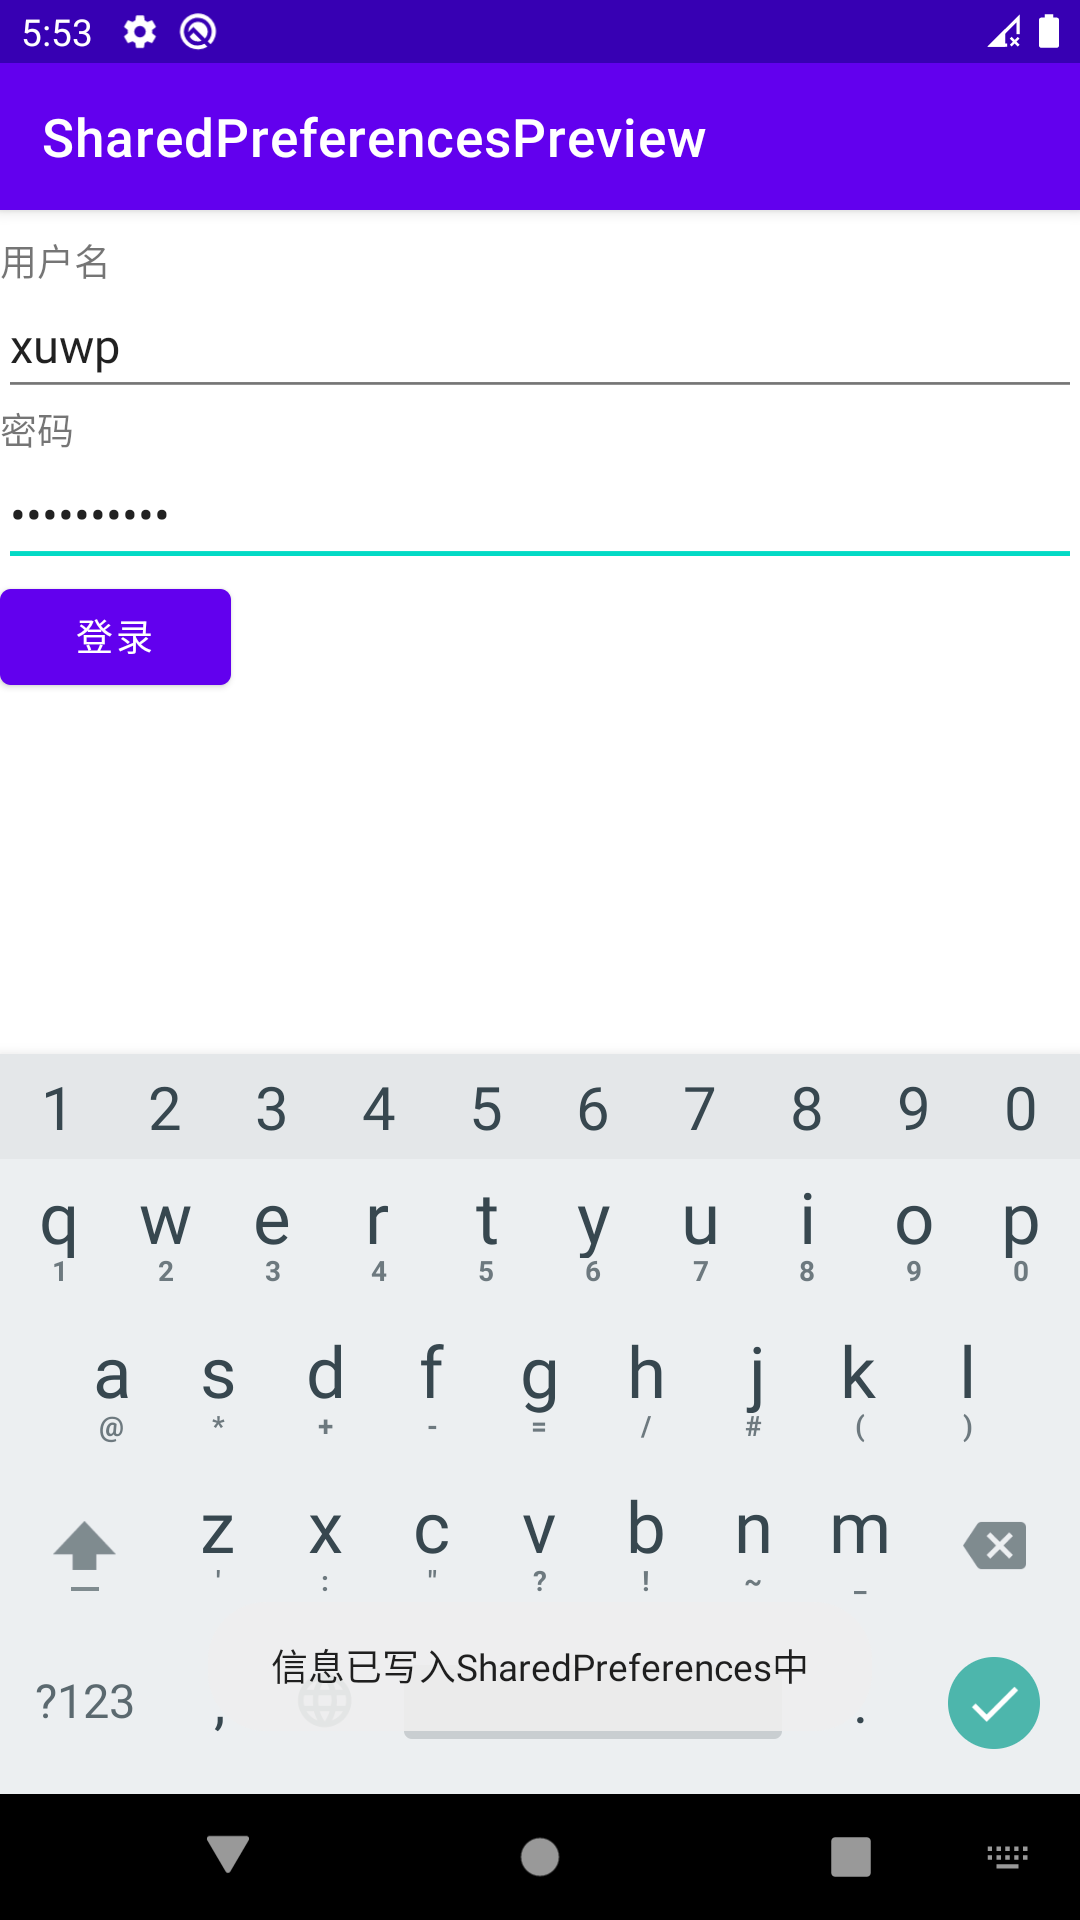 5:53
SharedPreferencesPreview
用户名
xuwp
密码
••••••••••
登录
1 2 3 4 5 6 7 8 9 0
q w e r t y u i o p
1 2 3 4 5 6 7 8 9 0
a s d f g h j k l
@ * + - = / # ( )
z x c v b n m
' : " ? ! ~ _
信息已写入SharedPreferences中
?123 , .